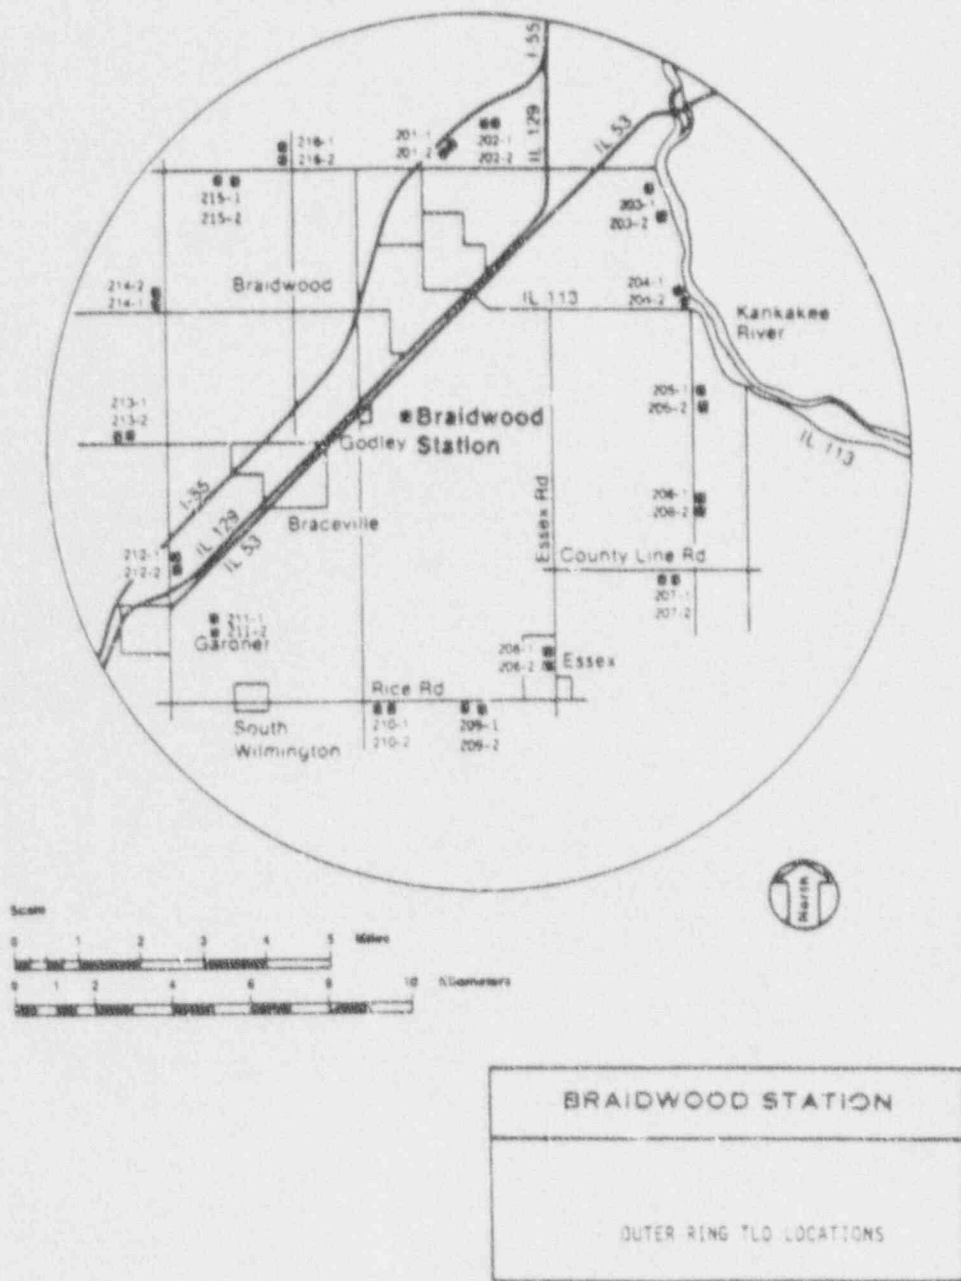 I-55
IL 129
IL 53
216-1
216-2
201-1
201-2
202-1
202-2
215-1
215-2
203-1
203-2
214-2
214-1
Braidwood
IL 113
204-1
204-2
Kankakee
River
213-1
213-2
205-1
205-2
Braidwood
Station
Godley
IL 113
I-55
IL 129
IL 53
Braceville
Essex Rd
206-1
206-2
County Line Rd
212-1
212-2
207-1
207-2
211-1
211-2
Gardner
208-1
208-2
Essex
Rice Rd
South
Wilmington
210-1
210-2
209-1
209-2
North
Scale
0 1 2 3 4 5 Miles
0 1 2 4 6 8 10 Kilometers
BRAIDWOOD STATION
OUTER RING TLD LOCATIONS